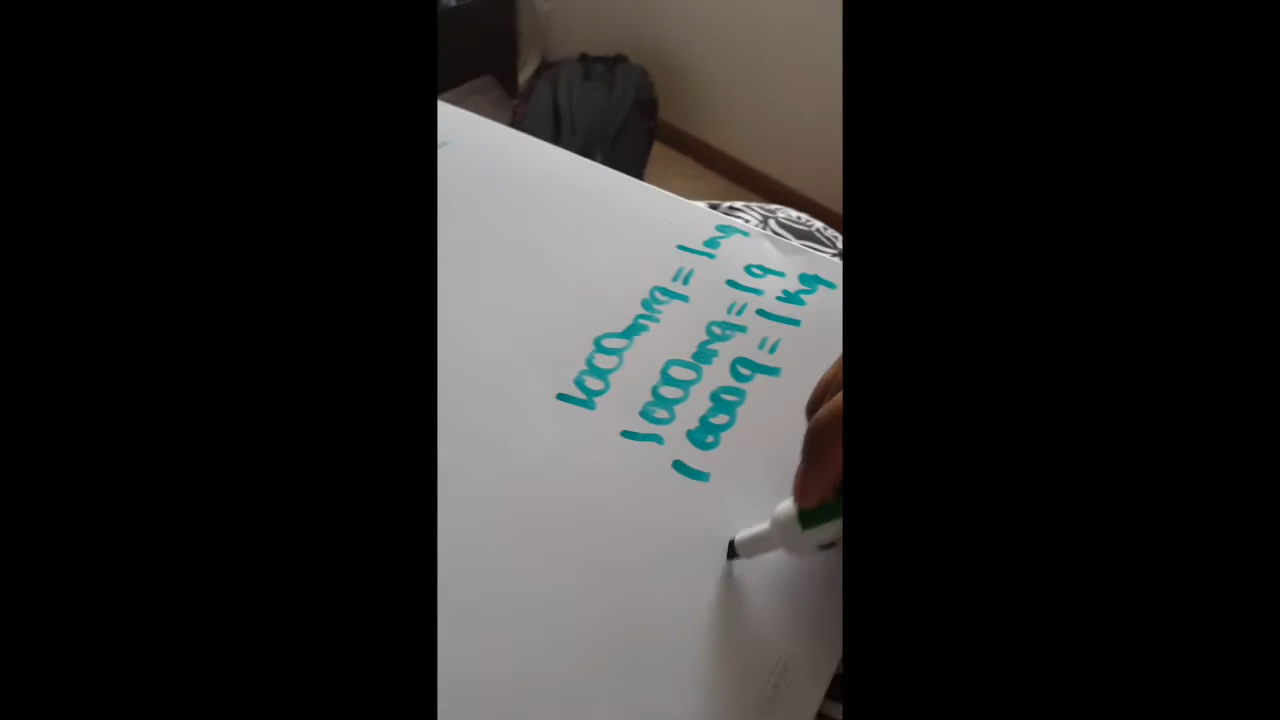 1000mcg = 1mg
1000mg = 1g
1000g = 1kg